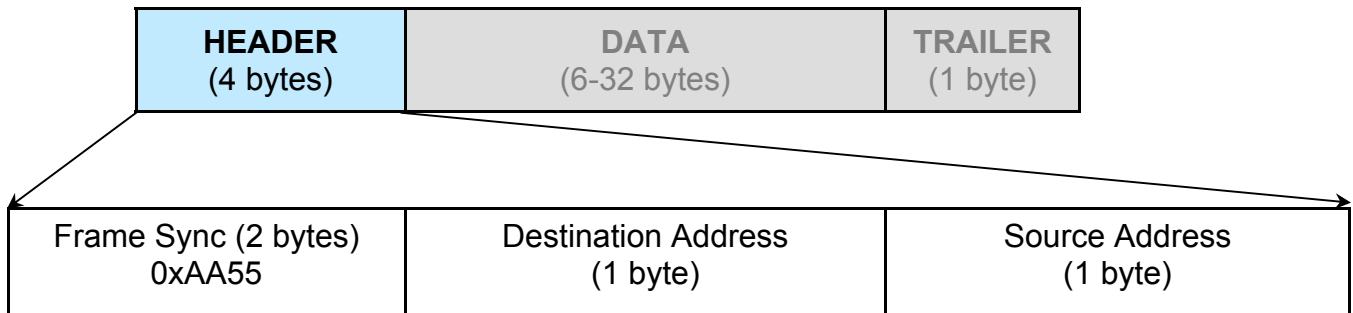 HEADER
(4 bytes)
DATA
(6-32 bytes)
TRAILER
(1 byte)
Frame Sync (2 bytes)
0xAA55
Destination Address
(1 byte)
Source Address
(1 byte)